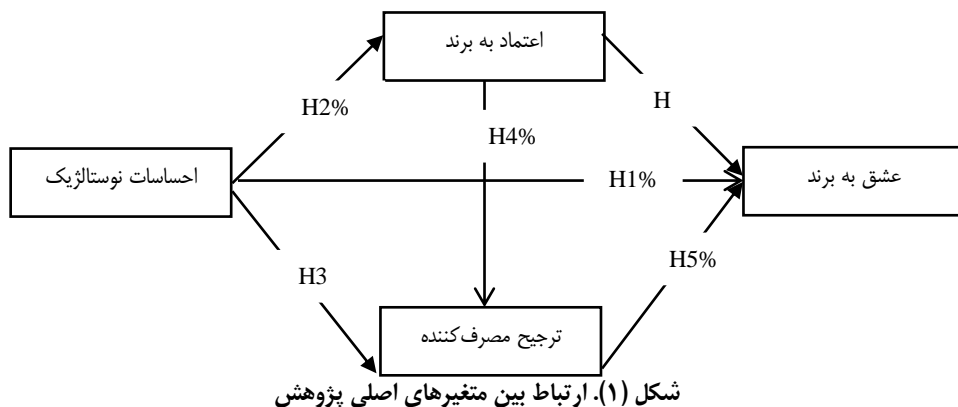 اعتماد به برند
H2%
H
H4%
احساسات نوستالژیک
H1%
عشق به برند
H3
H5%
ترجیح مصرف‌کننده
شکل (۱). ارتباط بین متغیرهای اصلی پژوهش